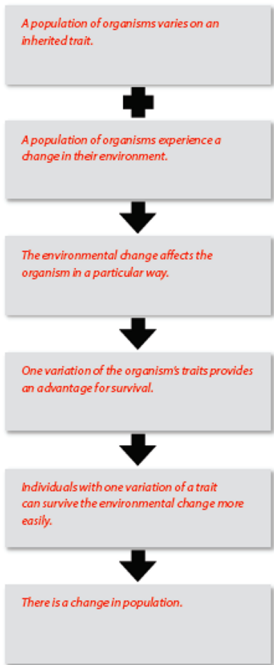 A population of organisms varies on an
inherited trait.
A population of organisms experience a
change in their environment.
The environmental change affects the
organism in a particular way.
One variation of the organism's traits provides
an advantage for survival.
Individuals with one variation of a trait
can survive the environmental change more
easily.
There is a change in population.